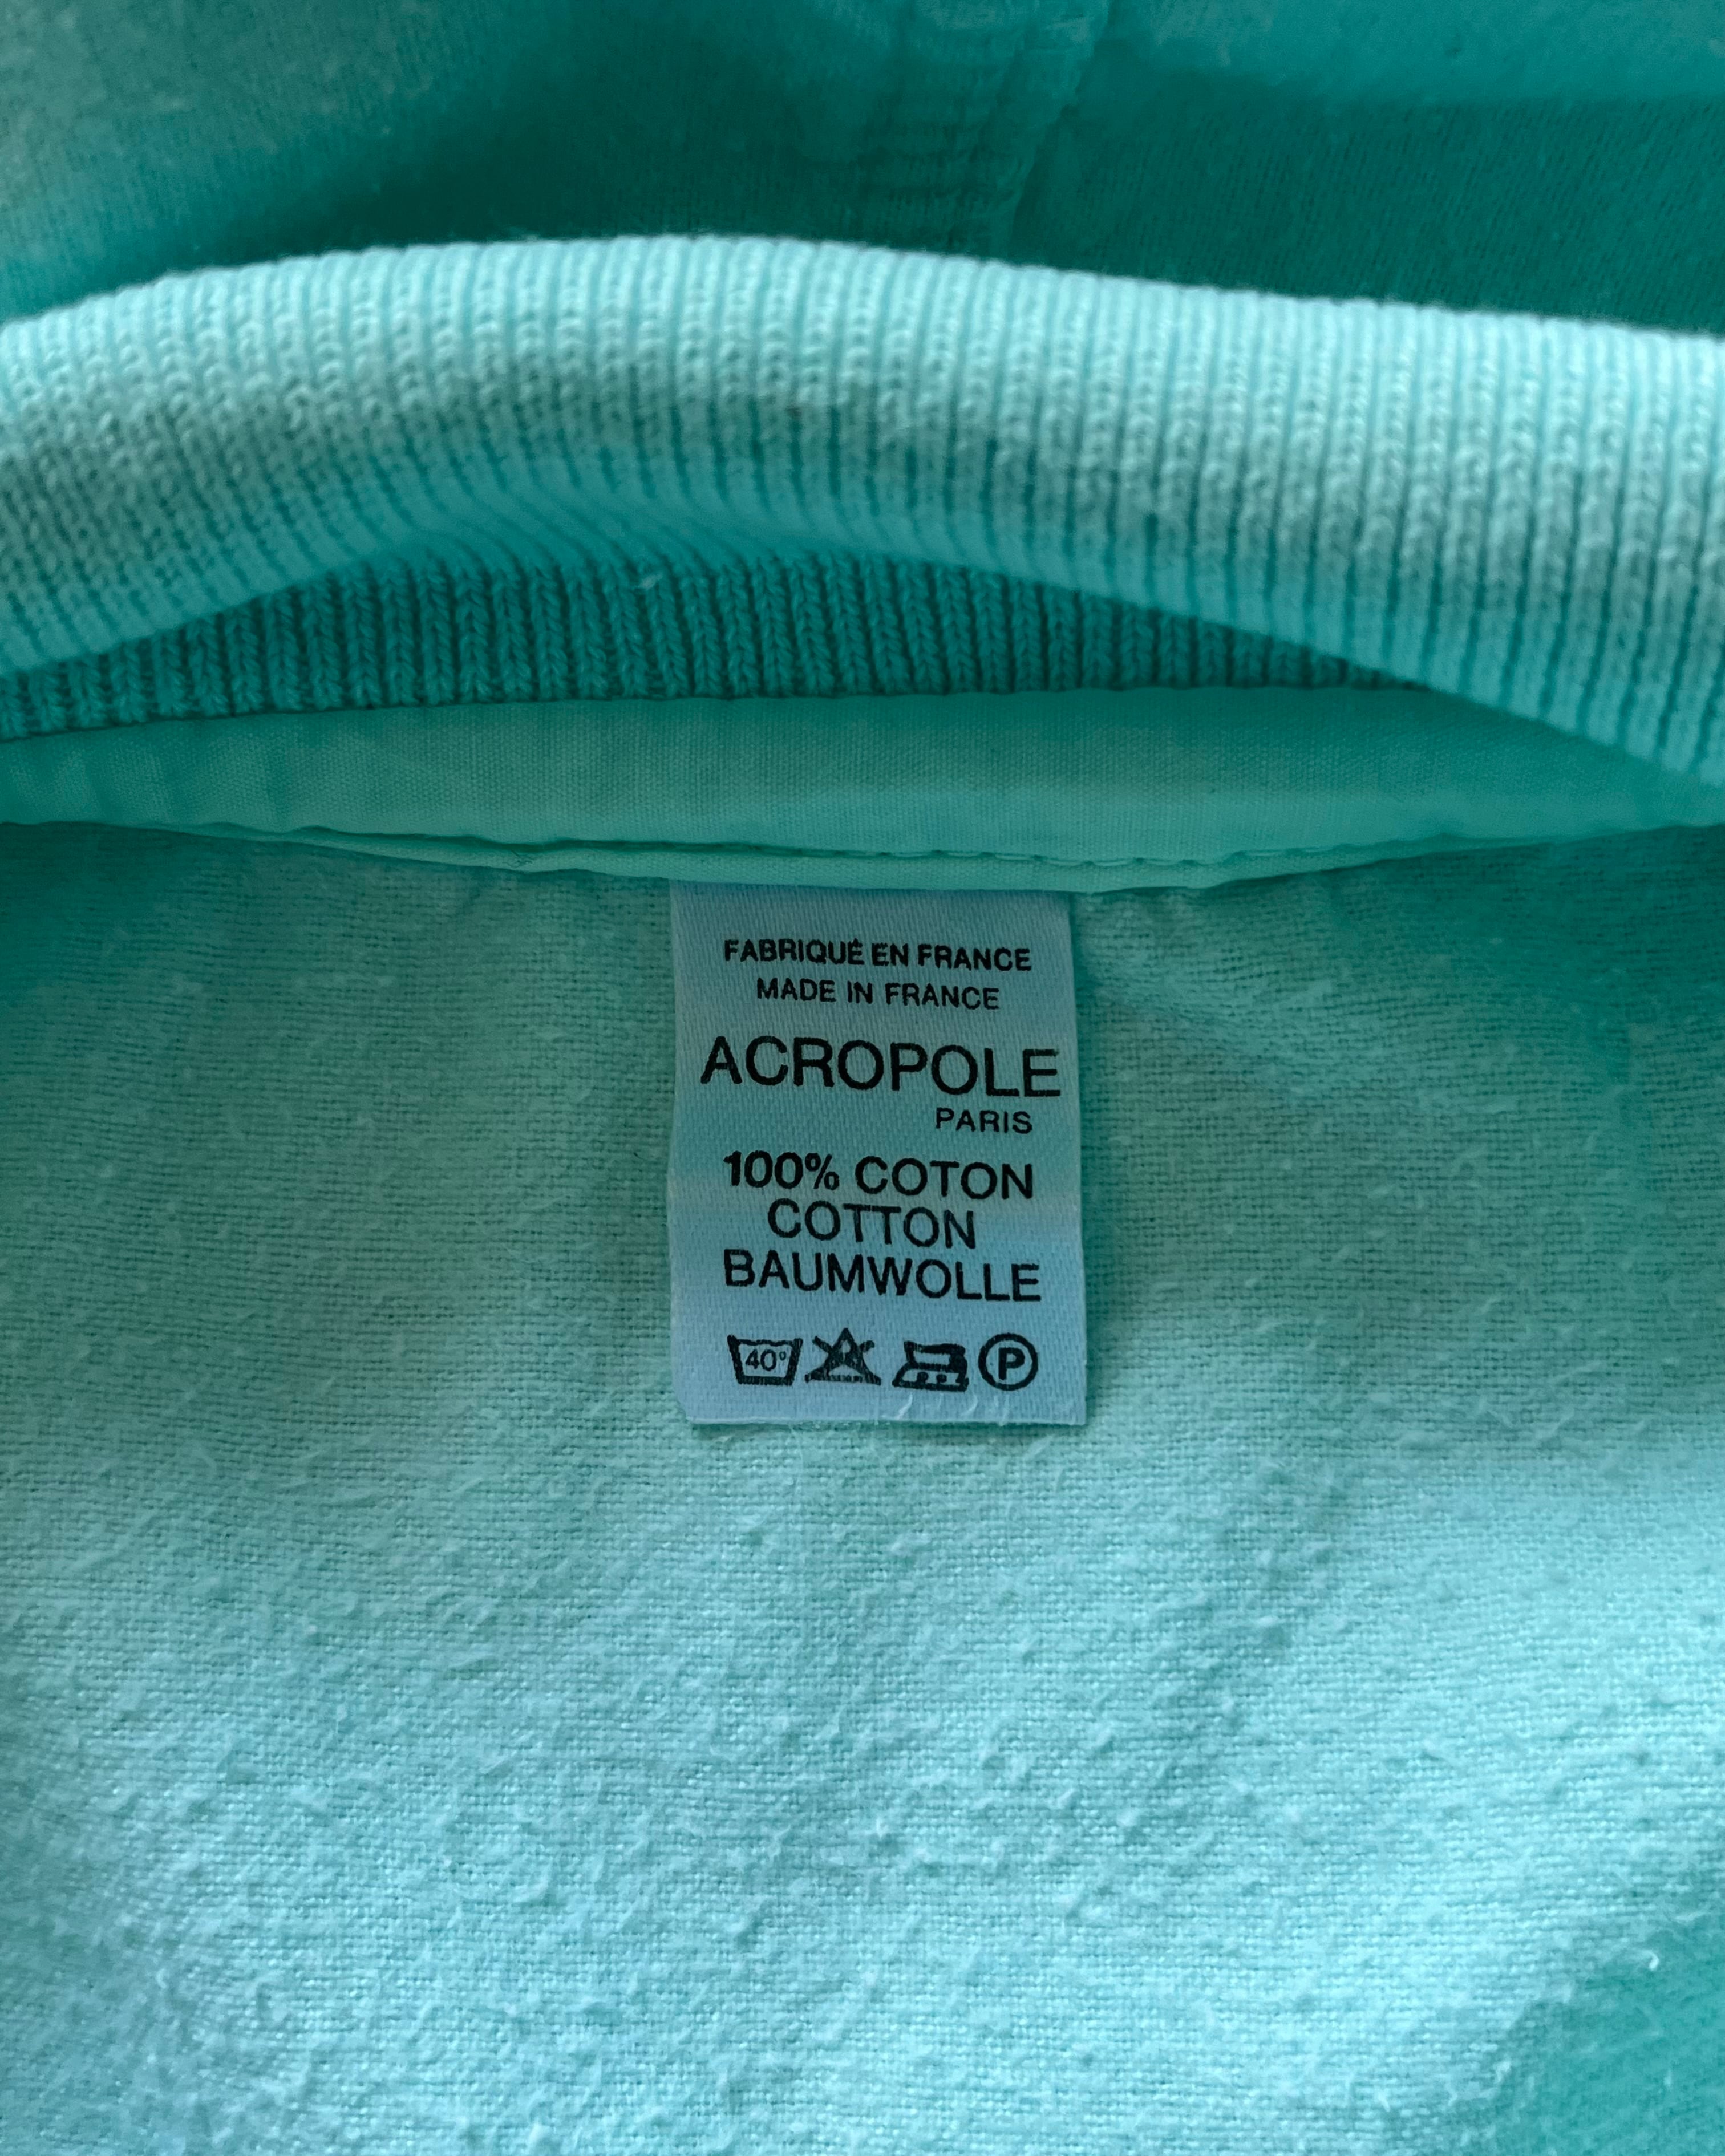 FABRIQUÉ EN FRANCE
MADE IN FRANCE
ACROPOLE
PARIS
100% COTON
COTTON
BAUMWOLLE
40° P